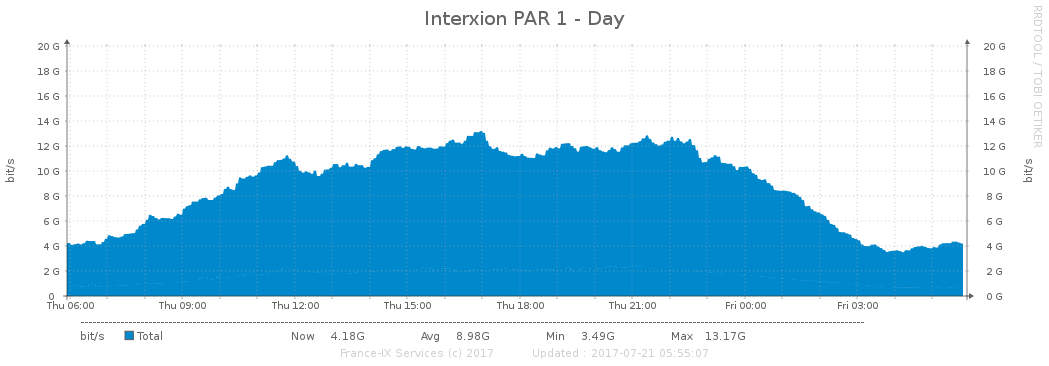 Interxion PAR 1 - Day
RRDTOOL / TOBI OETIKER
bit/s
20 G 20 G
18 G 18 G
16 G 16 G
14 G 14 G
12 G 12 G
10 G 10 G
8 G 8 G
6 G 6 G
4 G 4 G
2 G 2 G
0 0 G
bit/s
Thu 06:00 Thu 09:00 Thu 12:00 Thu 15:00 Thu 18:00 Thu 21:00 Fri 00:00 Fri 03:00
bit/s Total Now 4.18G Avg 8.98G Min 3.49G Max 13.17G
France-IX Services (c) 2017 Updated : 2017-07-21 05:55:07